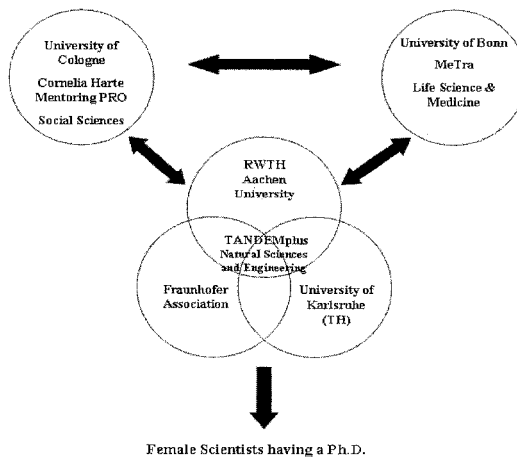 University of
Cologne
Cornelia Harte
Mentoring PRO
Social Sciences
University of Bonn
MeTra
Life Science &
Medicine
RWTH
Aachen
University
TANDEMplus
Natural Sciences
and Engineering
Fraunhofer
Association
University of
Karlsruhe
(TH)
Female Scientists having a Ph.D.